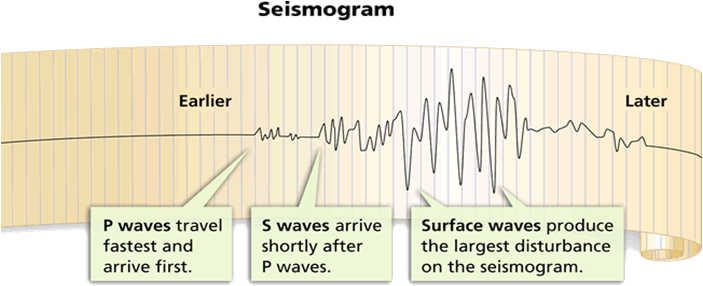 Seismogram
Earlier
Later
P waves travel
fastest and
arrive first.
S waves arrive
shortly after
P waves.
Surface waves produce
the largest disturbance
on the seismogram.